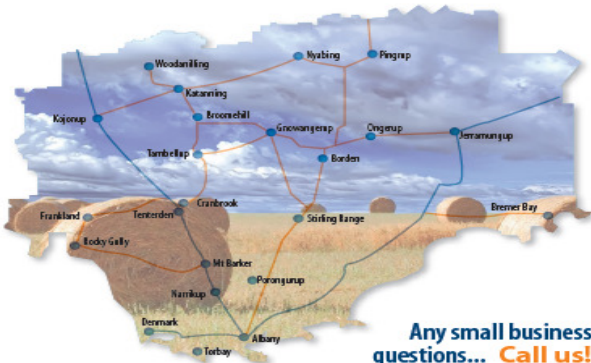 Woodanilling
Nyabing
Pingrup
Katanning
Kojonup
Broomehill
Gnowangerup
Ongerup
Jerramungup
Tambellup
Borden
Cranbrook
Frankland
Tenterden
Bremer Bay
Stirling Range
Rocky Gully
Mt Barker
Porongurup
Narrikup
Denmark
Albany
Torbay
Any small business
questions... Call us!